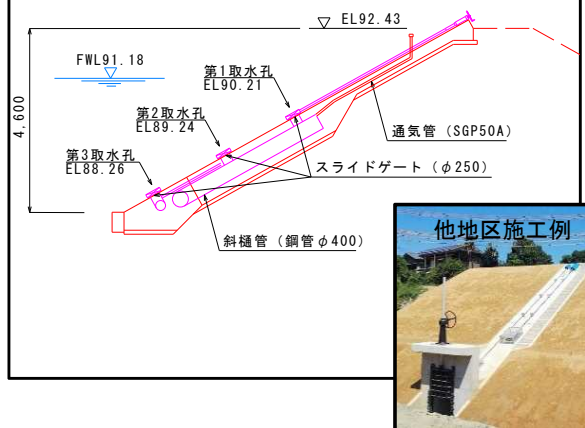 EL92.43
FWL91.18
第1取水孔
EL90.21
第2取水孔
EL89.24
第3取水孔
EL88.26
4,600
通気管（SGP50A）
スライドゲート（φ250）
斜樋管（鋼管φ400）
他地区施工例